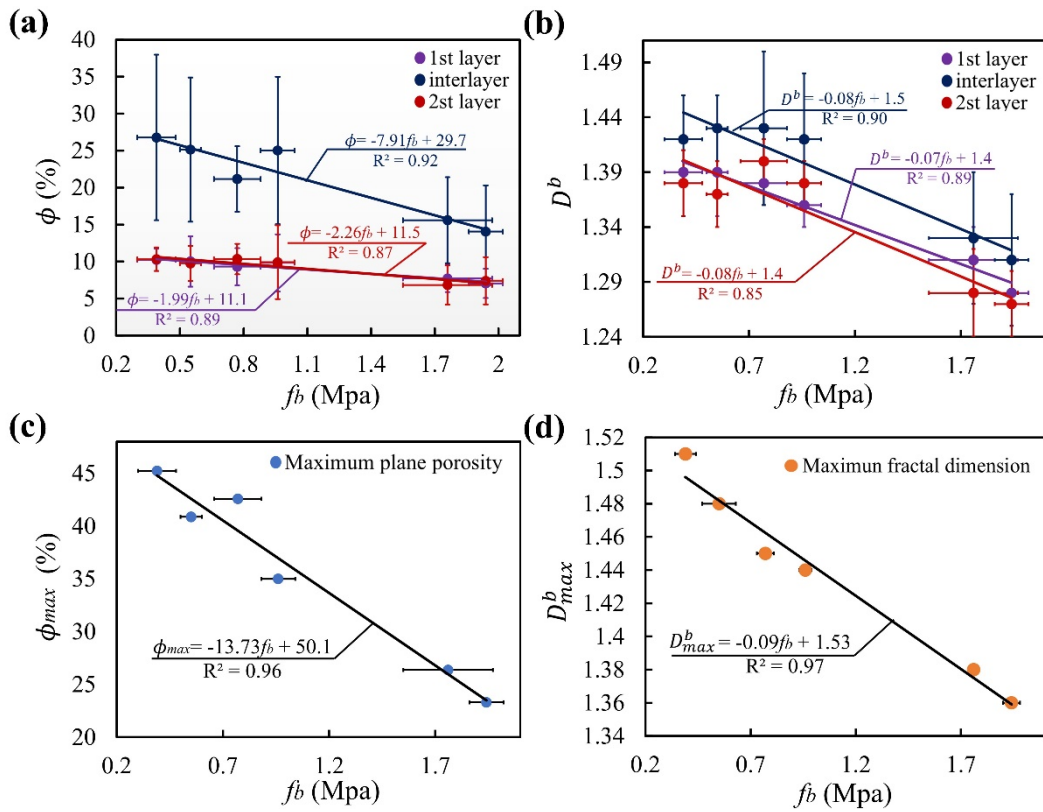 (a)
40
35
30
25
20
15
10
5
0
ϕ (%)
1st layer
interlayer
2st layer
ϕ= -7.91fb + 29.7
R² = 0.92
ϕ= -2.26fb + 11.5
R² = 0.87
ϕ= -1.99fb + 11.1
R² = 0.89
0.2 0.5 0.8 1.1 1.4 1.7 2
fb (Mpa)
(b)
1.49
1.44
1.39
1.34
1.29
1.24
D^b
1st layer
interlayer
2st layer
D^b= -0.08fb + 1.5
R² = 0.90
D^b= -0.07fb + 1.4
R² = 0.89
D^b= -0.08fb + 1.4
R² = 0.85
0.2 0.7 1.2 1.7
fb (Mpa)
(c)
45
40
35
30
25
20
ϕmax (%)
Maximum plane porosity
ϕmax= -13.73fb + 50.1
R² = 0.96
0.2 0.7 1.2 1.7
fb (Mpa)
(d)
1.52
1.5
1.48
1.46
1.44
1.42
1.4
1.38
1.36
1.34
D^b_max
Maximun fractal dimension
D^b_max= -0.09fb + 1.53
R² = 0.97
0.2 0.7 1.2 1.7
fb (Mpa)